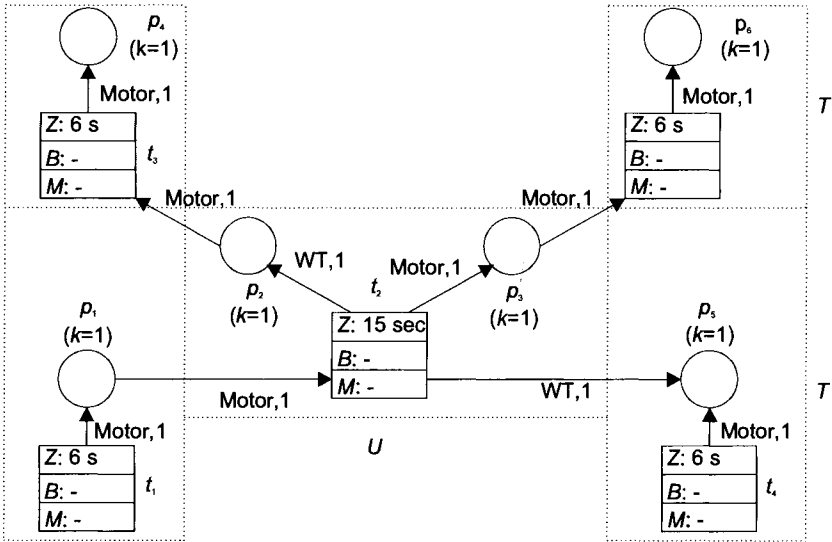 p₄
(k=1)
Motor,1
Z: 6 s
B: -
M: -
t₃
p₆
(k=1)
Motor,1
Z: 6 s
B: -
M: -
T
Motor,1
Motor,1
WT,1
Motor,1
p₂
(k=1)
t₂
p₃
(k=1)
p₁
(k=1)
Z: 15 sec
B: -
M: -
p₅
(k=1)
Motor,1
WT,1
T
Motor,1
Z: 6 s
B: -
M: -
t₁
U
Motor,1
Z: 6 s
B: -
M: -
t₄